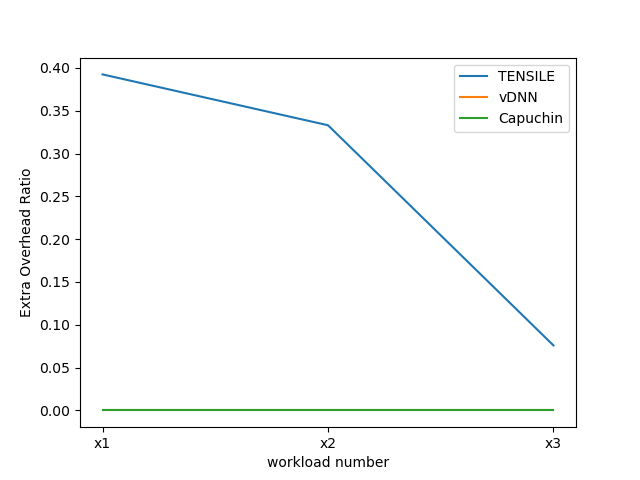 TENSILE
vDNN
Capuchin
Extra Overhead Ratio
0.40
0.35
0.30
0.25
0.20
0.15
0.10
0.05
0.00
x1 x2 x3
workload number